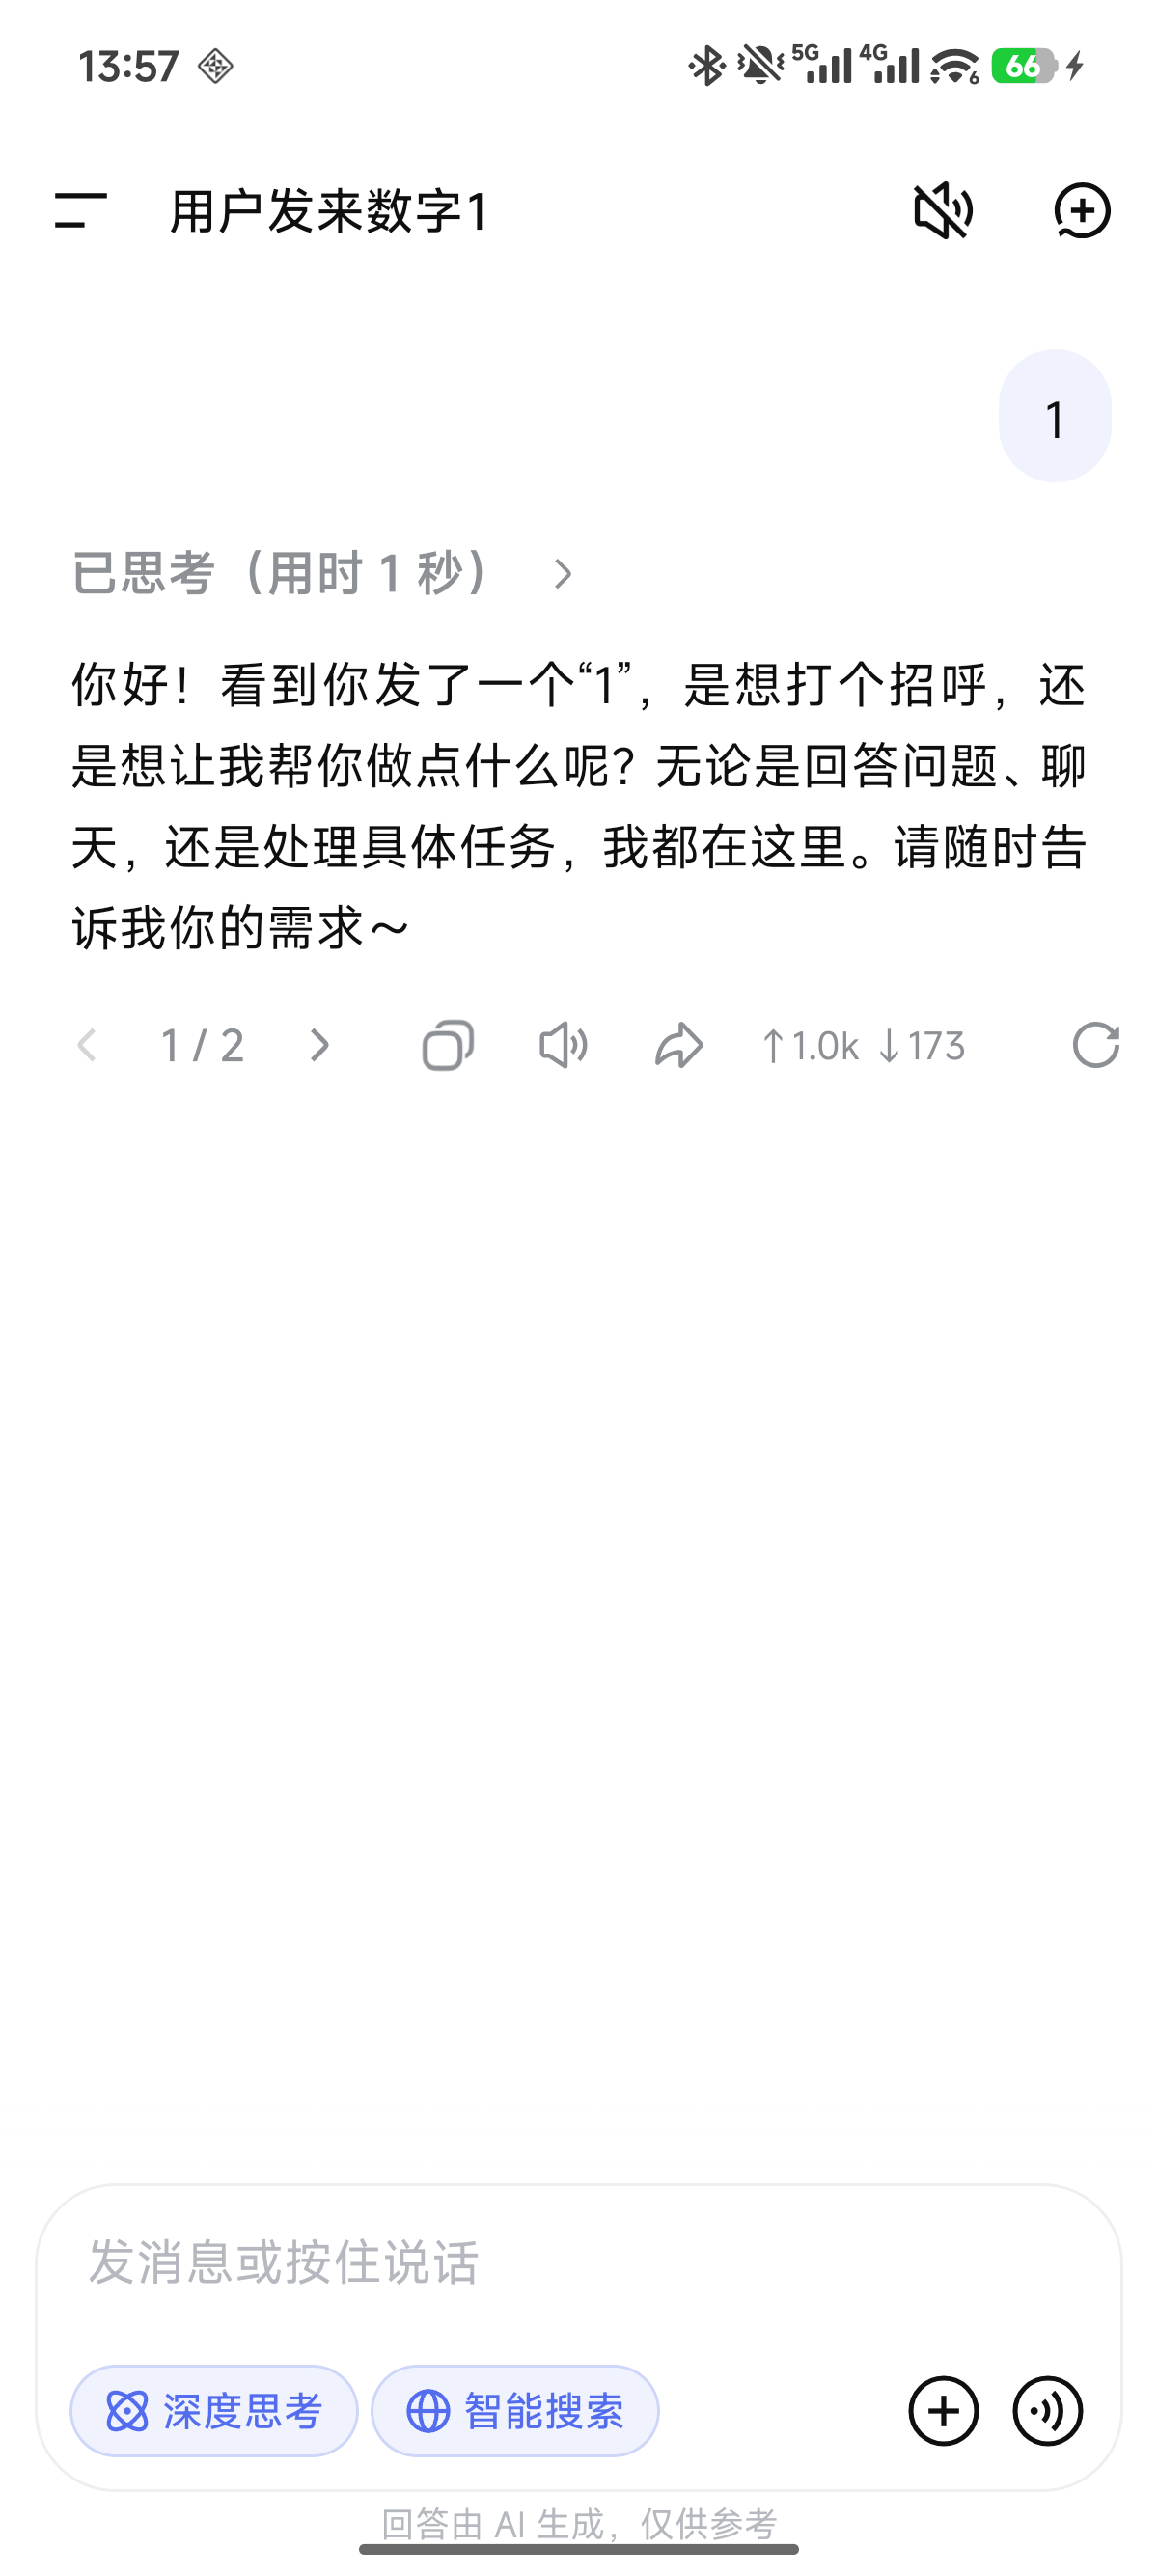 13:57
5G 4G 6 66
用户发来数字1
1
已思考（用时 1 秒）
你好！看到你发了一个“1”，是想打个招呼，还
是想让我帮你做点什么呢？无论是回答问题、聊
天，还是处理具体任务，我都在这里。请随时告
诉我你的需求～
1 / 2 ↑1.0k ↓173
发消息或按住说话
深度思考 智能搜索
回答由 AI 生成，仅供参考